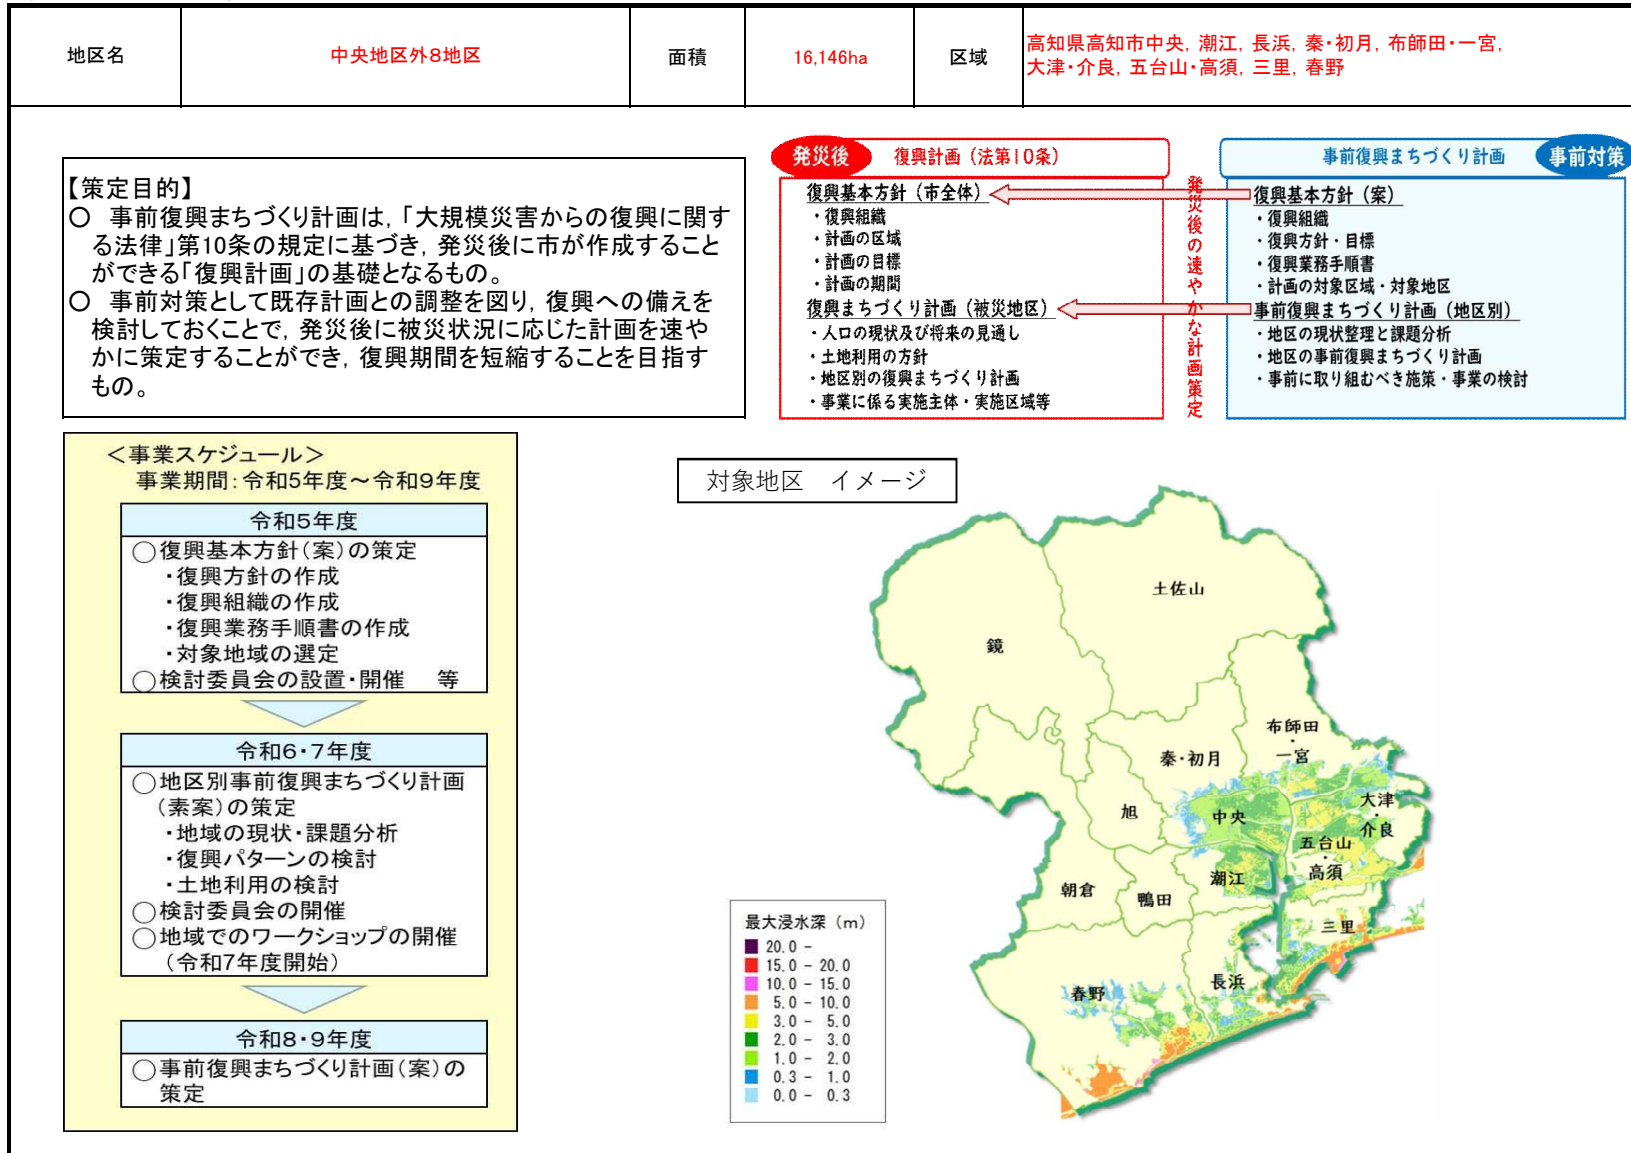 地区名
中央地区外8地区
面積
16,146ha
区域
高知県高知市中央, 潮江, 長浜, 秦・初月, 布師田・一宮,
大津・介良, 五台山・高須, 三里, 春野
【策定目的】
○　事前復興まちづくり計画は,「大規模災害からの復興に関す
る法律」第10条の規定に基づき, 発災後に市が作成すること
ができる「復興計画」の基礎となるもの。
○　事前対策として既存計画との調整を図り, 復興への備えを
検討しておくことで, 発災後に被災状況に応じた計画を速や
かに策定することができ, 復興期間を短縮することを目指す
もの。
発災後
復興計画（法第10条）
復興基本方針（市全体）
・復興組織
・計画の区域
・計画の目標
・計画の期間
復興まちづくり計画（被災地区）
・人口の現状及び将来の見通し
・土地利用の方針
・地区別の復興まちづくり計画
・事業に係る実施主体・実施区域等
発災後の速やかな計画策定
事前復興まちづくり計画
事前対策
復興基本方針（案）
・復興組織
・復興方針・目標
・復興業務手順書
・計画の対象区域・対象地区
事前復興まちづくり計画（地区別）
・地区の現状整理と課題分析
・地区の事前復興まちづくり計画
・事前に取り組むべき施策・事業の検討
＜事業スケジュール＞
事業期間：令和5年度～令和9年度
令和5年度
○復興基本方針（案）の策定
・復興方針の作成
・復興組織の作成
・復興業務手順書の作成
・対象地域の選定
○検討委員会の設置・開催　等
令和6・7年度
○地区別事前復興まちづくり計画
（素案）の策定
・地域の現状・課題分析
・復興パターンの検討
・土地利用の検討
○検討委員会の開催
○地域でのワークショップの開催
（令和7年度開始）
令和8・9年度
○事前復興まちづくり計画（案）の
策定
対象地区　イメージ
土佐山
鏡
布師田
・
一宮
秦・初月
旭
中央
大津
・
介良
五台山
・
高須
潮江
朝倉
鴨田
三里
長浜
春野
最大浸水深（m）
20.0 -
15.0 - 20.0
10.0 - 15.0
5.0 - 10.0
3.0 - 5.0
2.0 - 3.0
1.0 - 2.0
0.3 - 1.0
0.0 - 0.3